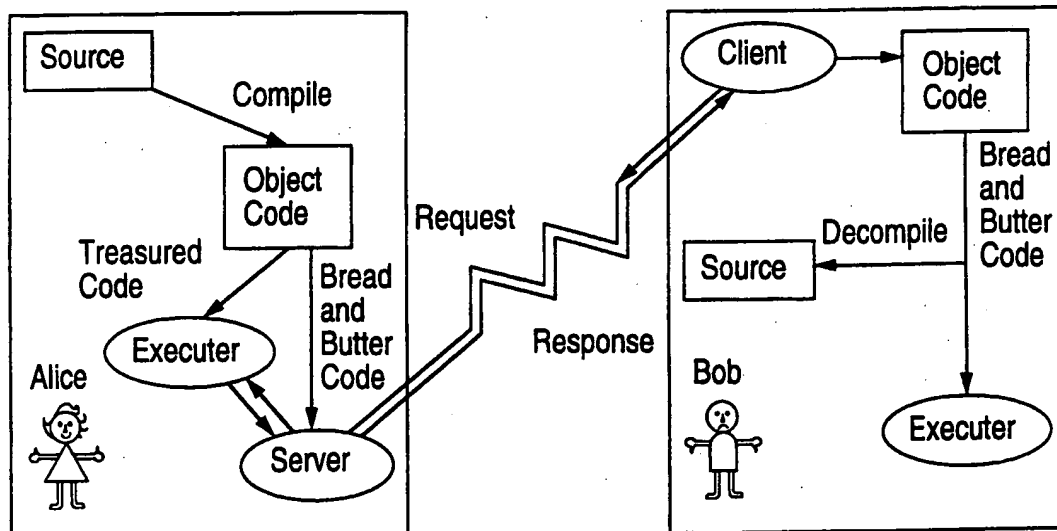 Source
Compile
Object
Code
Treasured
Code
Bread
and
Butter
Code
Executer
Alice
Server
Request
Response
Client
Object
Code
Bread
and
Butter
Code
Decompile
Source
Bob
Executer